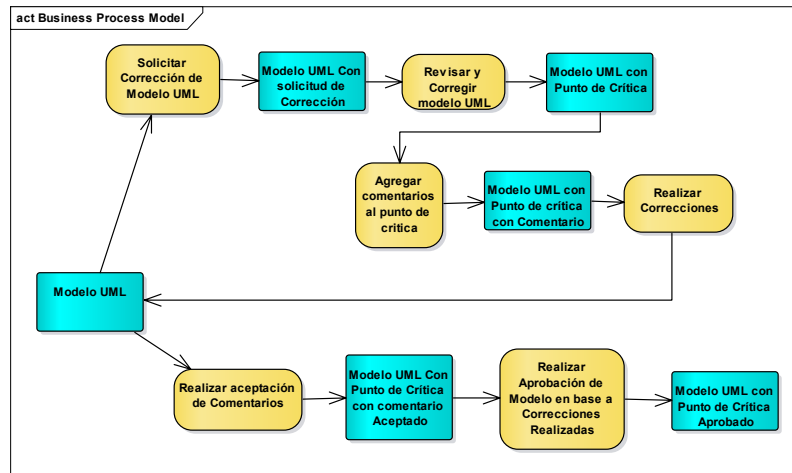 act Business Process Model
Solicitar
Corrección de
Modelo UML
Modelo UML Con
solicitud de
Corrección
Revisar y
Corregir
modelo UML
Modelo UML con
Punto de Crítica
Agregar
comentarios
al punto de
critica
Modelo UML con
Punto de crítica
con Comentario
Realizar
Correcciones
Modelo UML
Realizar aceptación
de Comentarios
Modelo UML Con
Punto de Crítica
con comentario
Aceptado
Realizar
Aprobación de
Modelo en base a
Correcciones
Realizadas
Modelo UML con
Punto de Crítica
Aprobado